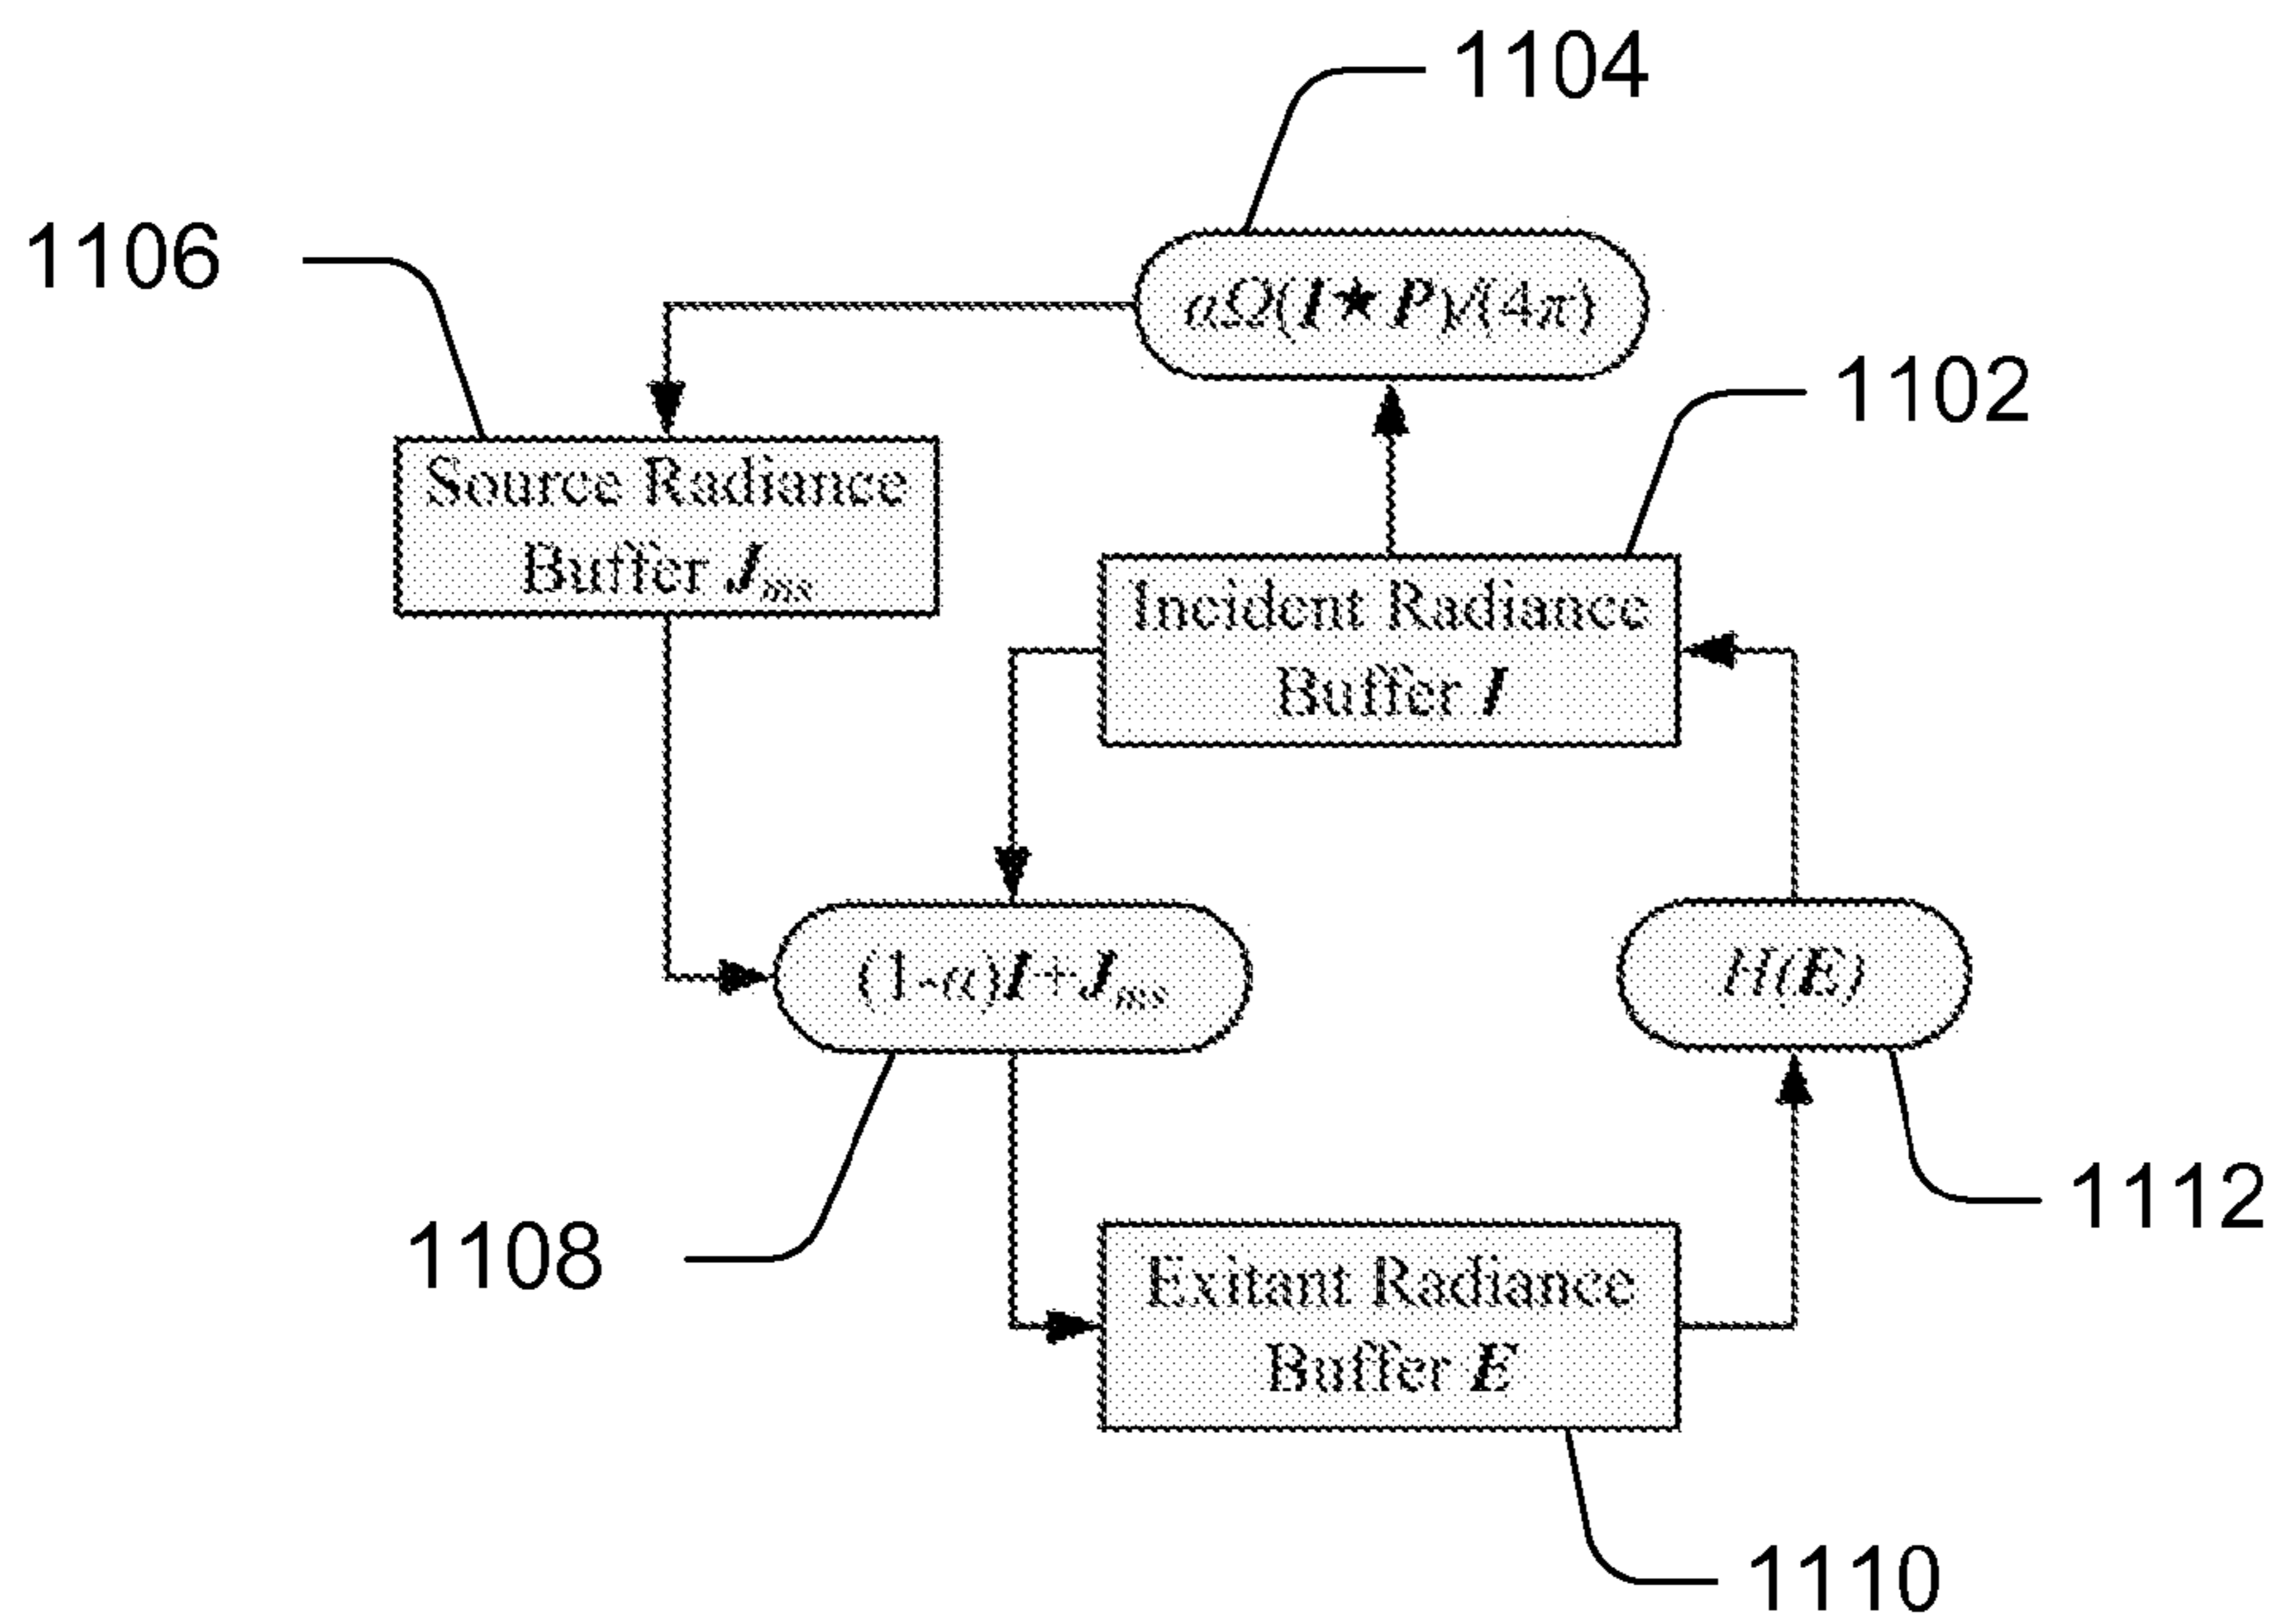 1104
1106
αΩ(I★P)/(4π)
1102
Source Radiance
Buffer Jms
Incident Radiance
Buffer I
(1-α)I+Jms
H(E)
1108
1112
Exitant Radiance
Buffer E
1110